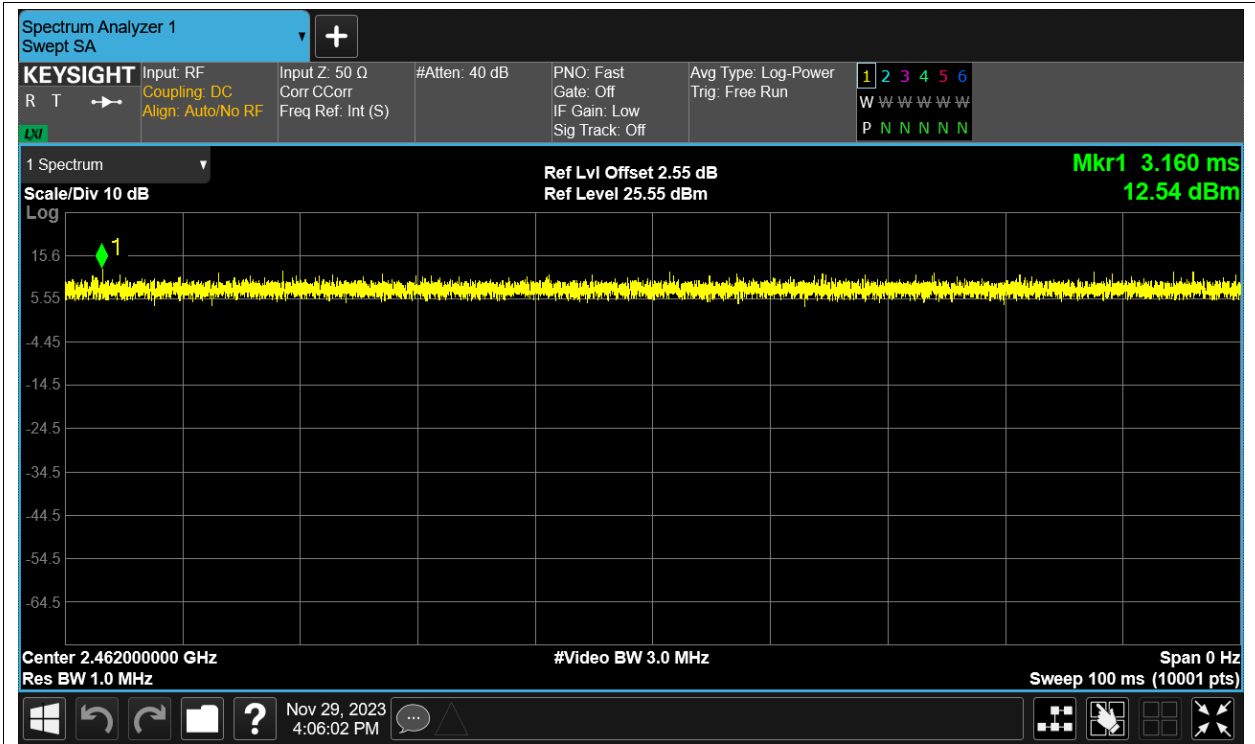 Spectrum Analyzer 1
Swept SA
KEYSIGHT
R T
LXI
Input: RF
Coupling: DC
Align: Auto/No RF
Input Z: 50 Ω
Corr CCorr
Freq Ref: Int (S)
#Atten: 40 dB
PNO: Fast
Gate: Off
IF Gain: Low
Sig Track: Off
Avg Type: Log-Power
Trig: Free Run
1 2 3 4 5 6
W W W W W W
P N N N N N
1 Spectrum
Scale/Div 10 dB
Log
Ref Lvl Offset 2.55 dB
Ref Level 25.55 dBm
Mkr1 3.160 ms
12.54 dBm
1
15.6
5.55
-4.45
-14.5
-24.5
-34.5
-44.5
-54.5
-64.5
Center 2.462000000 GHz
Res BW 1.0 MHz
#Video BW 3.0 MHz
Span 0 Hz
Sweep 100 ms (10001 pts)
?
Nov 29, 2023
4:06:02 PM